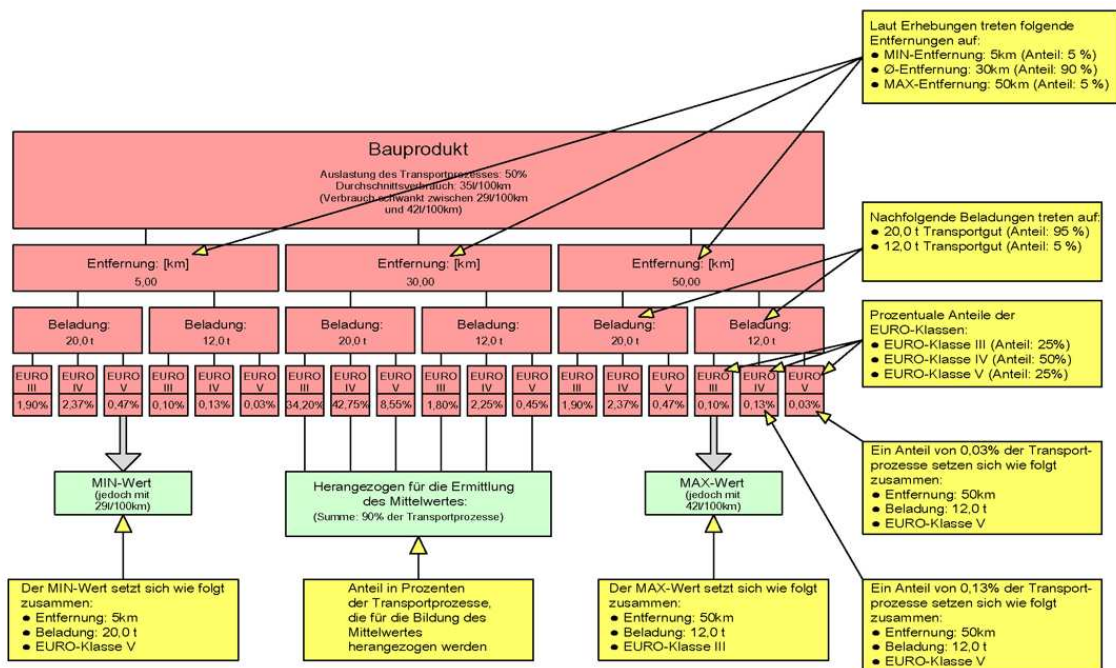 Laut Erhebungen treten folgende
Entfernungen auf:
● MIN-Entfernung: 5km (Anteil: 5 %)
● Ø-Entfernung: 30km (Anteil: 90 %)
● MAX-Entfernung: 50km (Anteil: 5 %)
Bauprodukt
Auslastung des Transportprozesses: 50%
Durchschnittsverbrauch: 35l/100km
(Verbrauch schwankt zwischen 29l/100km
und 42l/100km)
Nachfolgende Beladungen treten auf:
● 20,0 t Transportgut (Anteil: 95 %)
● 12,0 t Transportgut (Anteil: 5 %)
Entfernung: [km]
5,00
Entfernung: [km]
30,00
Entfernung: [km]
50,00
Beladung:
20,0 t
Beladung:
12,0 t
Beladung:
20,0 t
Beladung:
12,0 t
Beladung:
20,0 t
Beladung:
12,0 t
Prozentuale Anteile der
EURO-Klassen:
● EURO-Klasse III (Anteil: 25%)
● EURO-Klasse IV (Anteil: 50%)
● EURO-Klasse V (Anteil: 25%)
EURO III
1,90%
EURO IV
2,37%
EURO V
0,47%
EURO III
0,10%
EURO IV
0,13%
EURO V
0,03%
EURO III
34,20%
EURO IV
42,75%
EURO V
8,55%
EURO III
1,80%
EURO IV
2,25%
EURO V
0,45%
EURO III
1,90%
EURO IV
2,37%
EURO V
0,47%
EURO III
0,10%
EURO IV
0,13%
EURO V
0,03%
MIN-Wert
(jedoch mit
29l/100km)
Herangezogen für die Ermittlung
des Mittelwertes:
(Summe: 90% der Transportprozesse)
MAX-Wert
(jedoch mit
42l/100km)
Ein Anteil von 0,03% der Transport-
prozesse setzen sich wie folgt
zusammen:
● Entfernung: 50km
● Beladung: 12,0 t
● EURO-Klasse V
Der MIN-Wert setzt sich wie folgt
zusammen:
● Entfernung: 5km
● Beladung: 20,0 t
● EURO-Klasse V
Anteil in Prozenten
der Transportprozesse,
die für die Bildung des
Mittelwertes
herangezogen werden
Der MAX-Wert setzt sich wie folgt
zusammen:
● Entfernung: 50km
● Beladung: 12,0 t
● EURO-Klasse III
Ein Anteil von 0,13% der Transport-
prozesse setzen sich wie folgt
zusammen:
● Entfernung: 50km
● Beladung: 12,0 t
● EURO-Klasse V